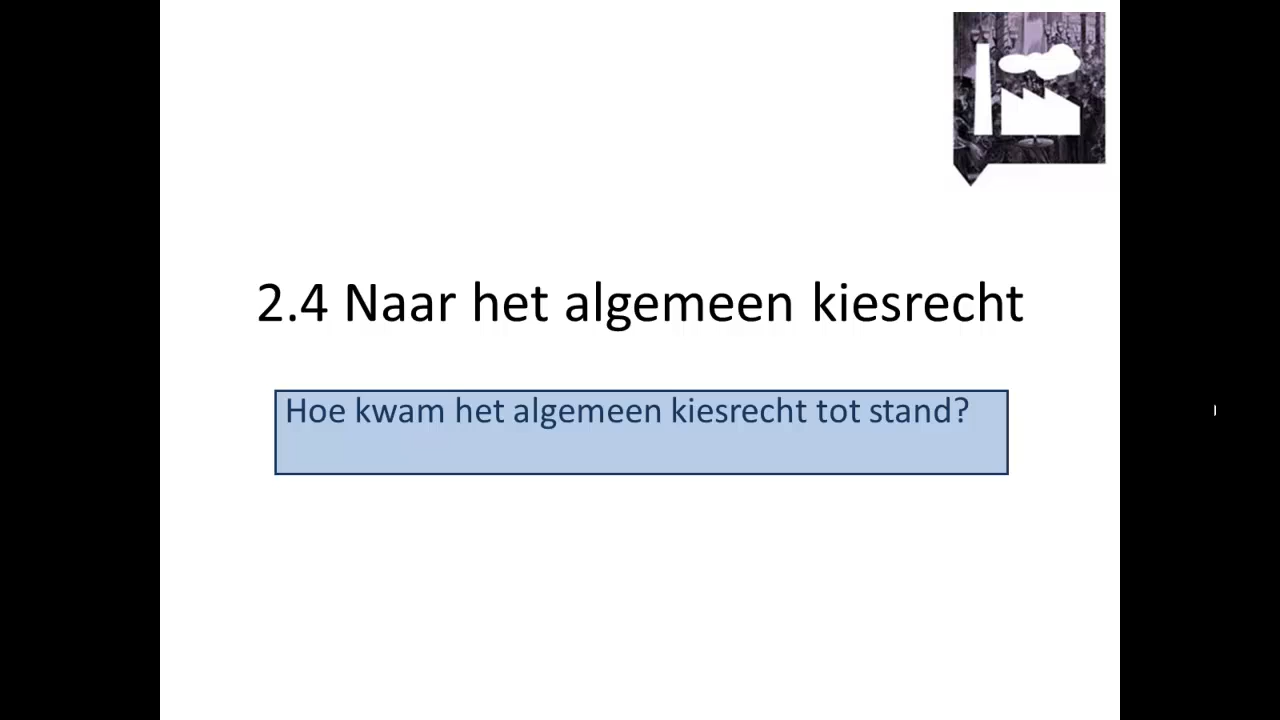 2.4 Naar het algemeen kiesrecht
Hoe kwam het algemeen kiesrecht tot stand?